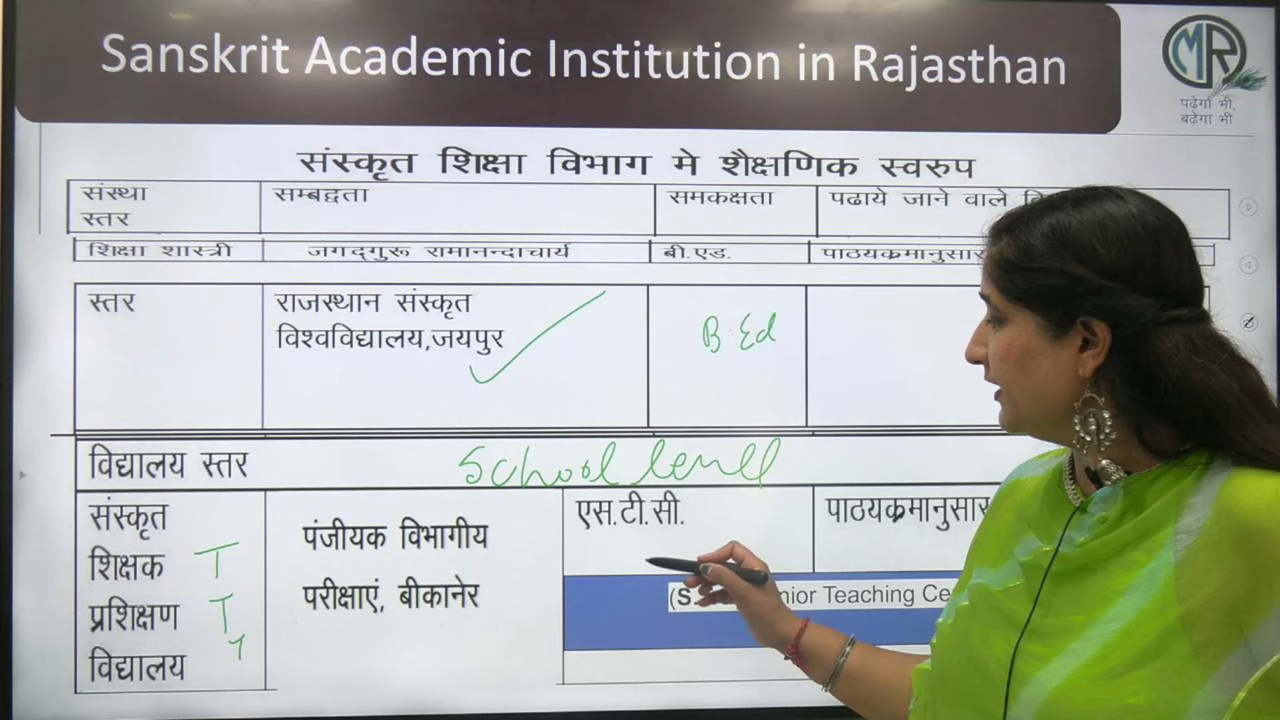 Sanskrit Academic Institution in Rajasthan
MR
पढ़ेगा भी,
बढ़ेगा भी
संस्कृत शिक्षा विभाग मे शैक्षणिक स्वरुप
संस्था
स्तर
सम्बद्वता
समकक्षता
पढाये जाने वाले
शिक्षा शास्त्री
जगद्गुरू रामानन्दाचार्य
बी.एड.
पाठयक्रमानुसार
स्तर
राजस्थान संस्कृत
विश्वविद्यालय,जयपुर
B.Ed
विद्यालय स्तर
School
संस्कृत
शिक्षक T
प्रशिक्षण T
विद्यालय
पंजीयक विभागीय
परीक्षाएं, बीकानेर
एस.टी.सी.
पाठयक्रमानुसार
(S nior Teaching Ce